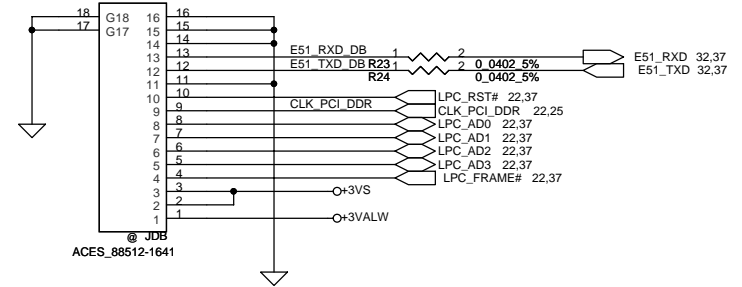 18 G18 16 16
17 G17 15 15
14 14
13 13 E51_RXD_DB 1 2 E51_RXD 32,37
12 12 E51_TXD_DB R23 1 2 0_0402_5% E51_TXD 32,37
11 11 R24 0_0402_5%
10 10 LPC_RST# 22,37
9 9 CLK_PCI_DDR CLK_PCI_DDR 22,25
8 8 LPC_AD0 22,37
7 7 LPC_AD1 22,37
6 6 LPC_AD2 22,37
5 5 LPC_AD3 22,37
4 4 LPC_FRAME# 22,37
3 3 +3VS
2 2
1 1 +3VALW
@ JDB
ACES_88512-1641